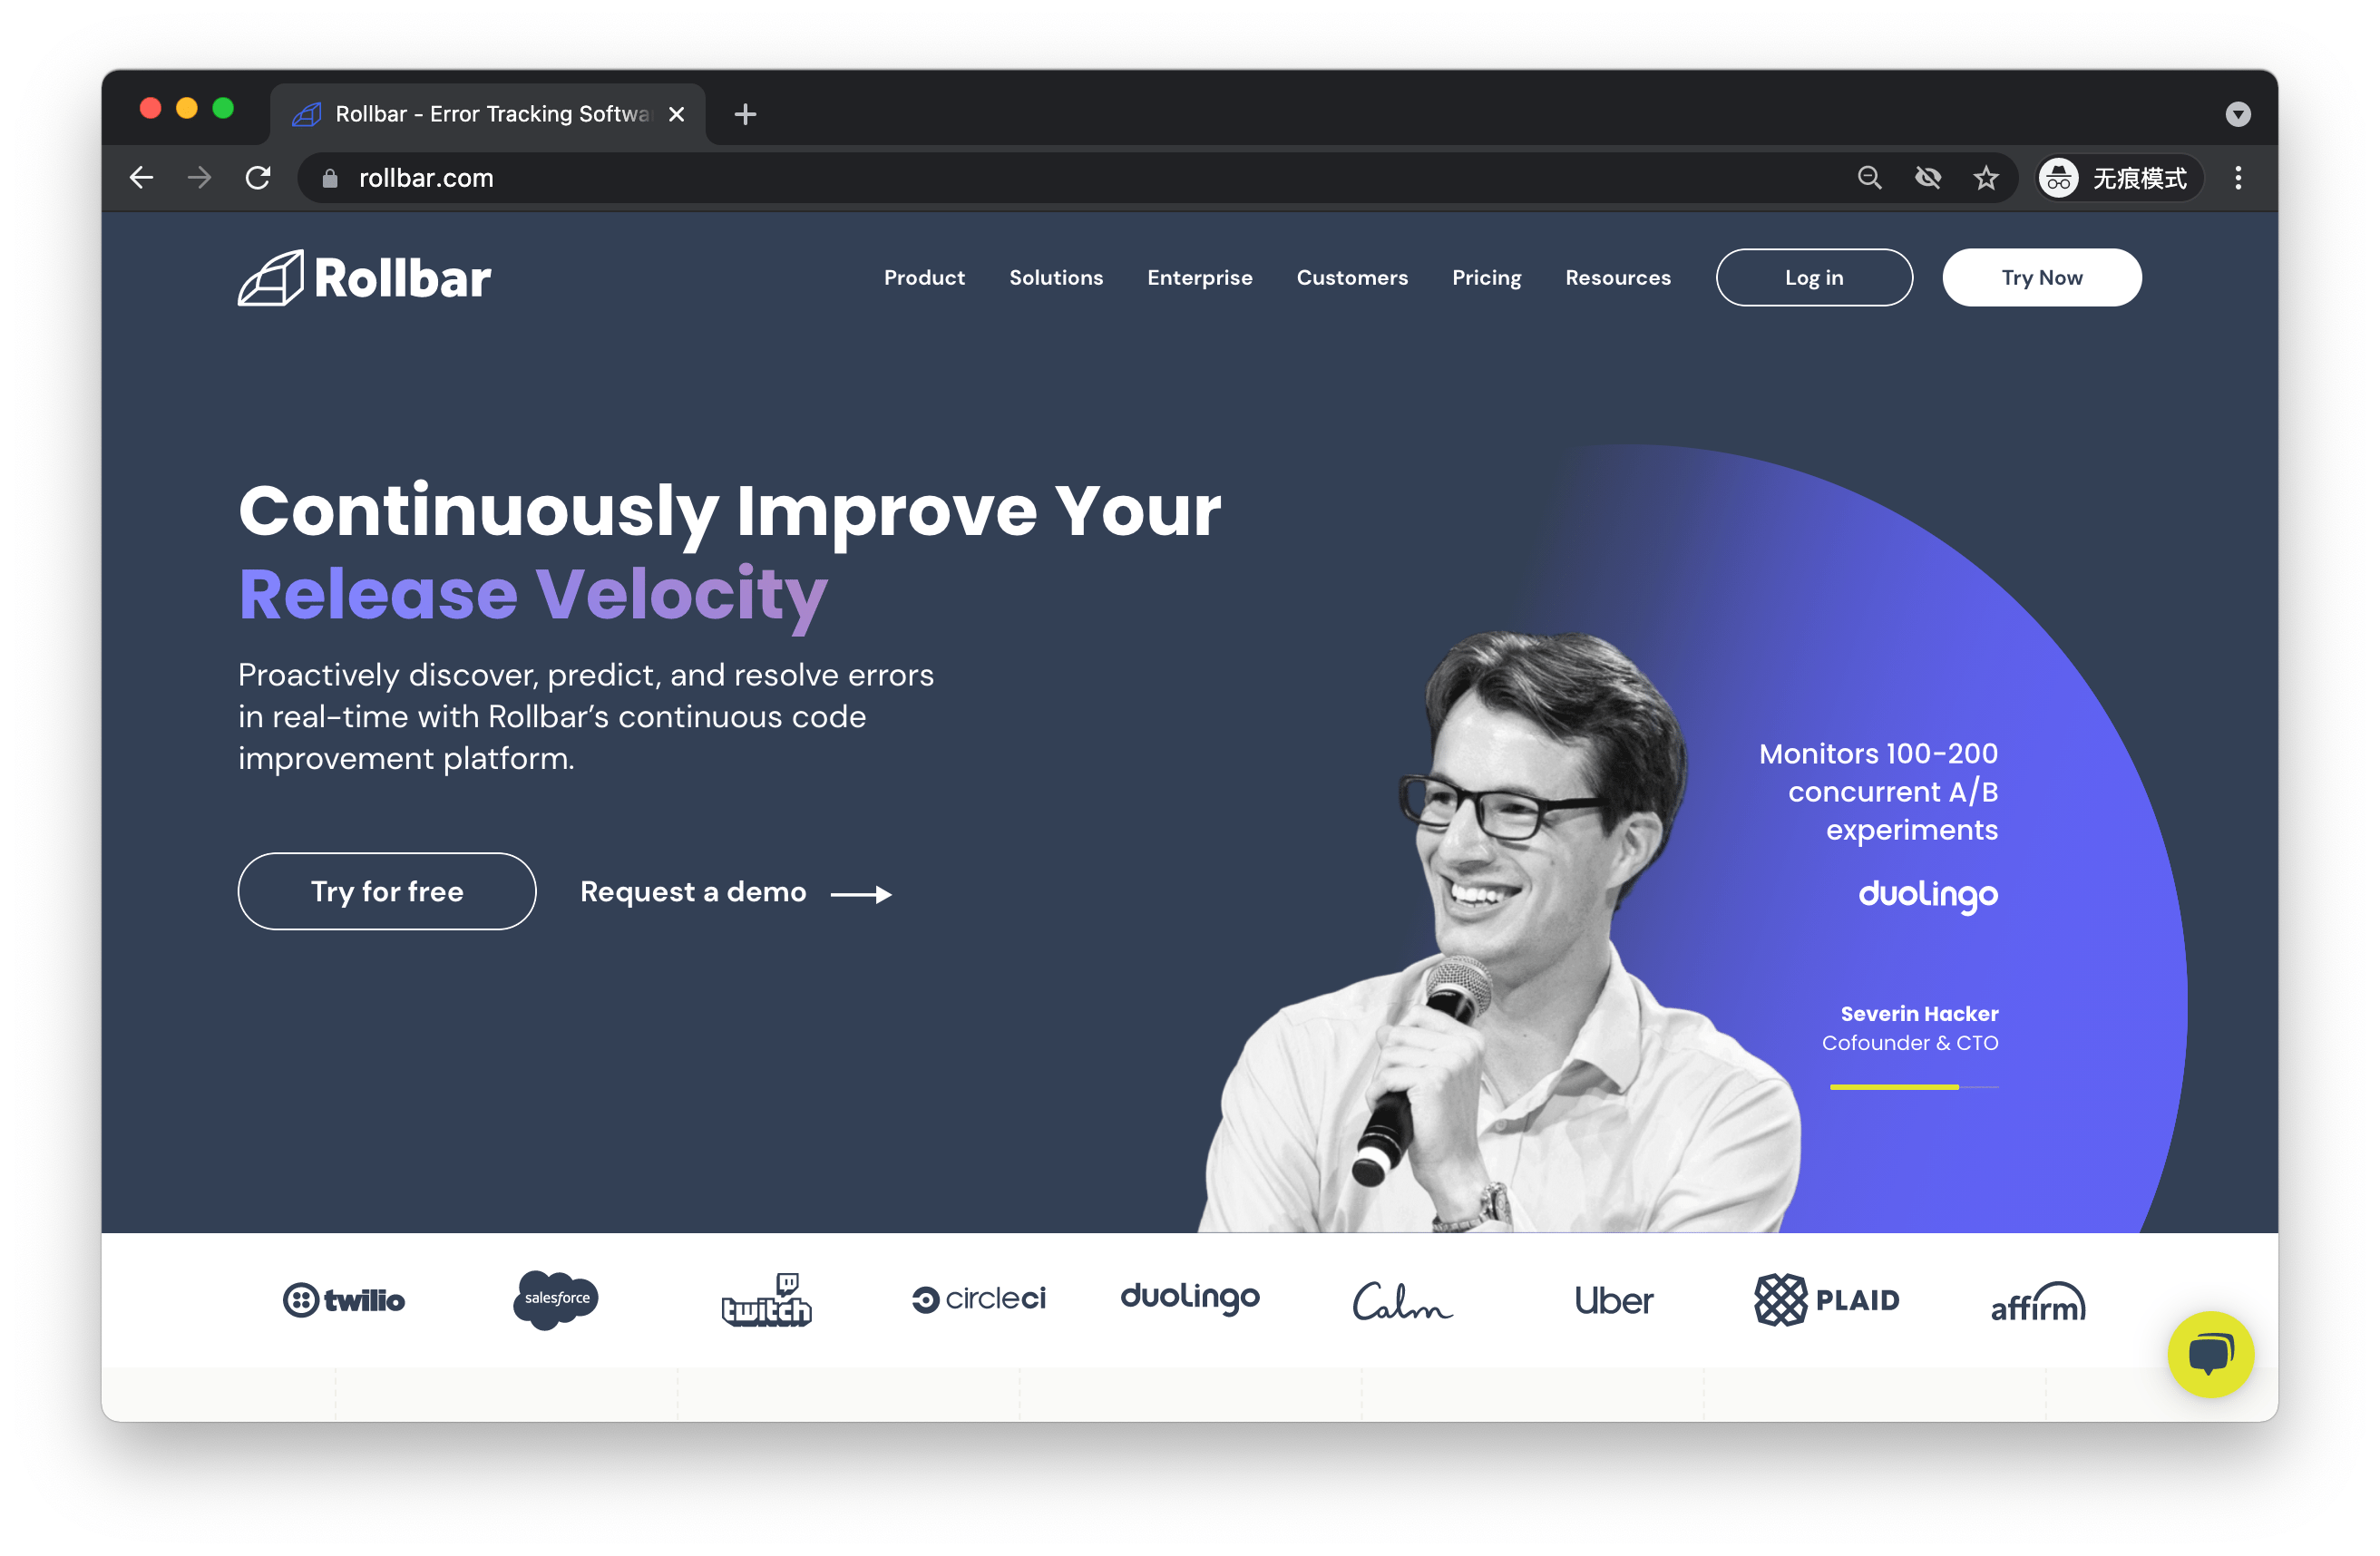 Rollbar - Error Tracking Softwa
rollbar.com
无痕模式
Rollbar
Product
Solutions
Enterprise
Customers
Pricing
Resources
Log in
Try Now
Continuously Improve Your
Release Velocity
Proactively discover, predict, and resolve errors
in real-time with Rollbar’s continuous code
improvement platform.
Try for free
Request a demo
Monitors 100-200
concurrent A/B
experiments
duolingo
Severin Hacker
Cofounder & CTO
twilio
salesforce
twitch
circleci
duolingo
Calm
Uber
PLAID
affirm